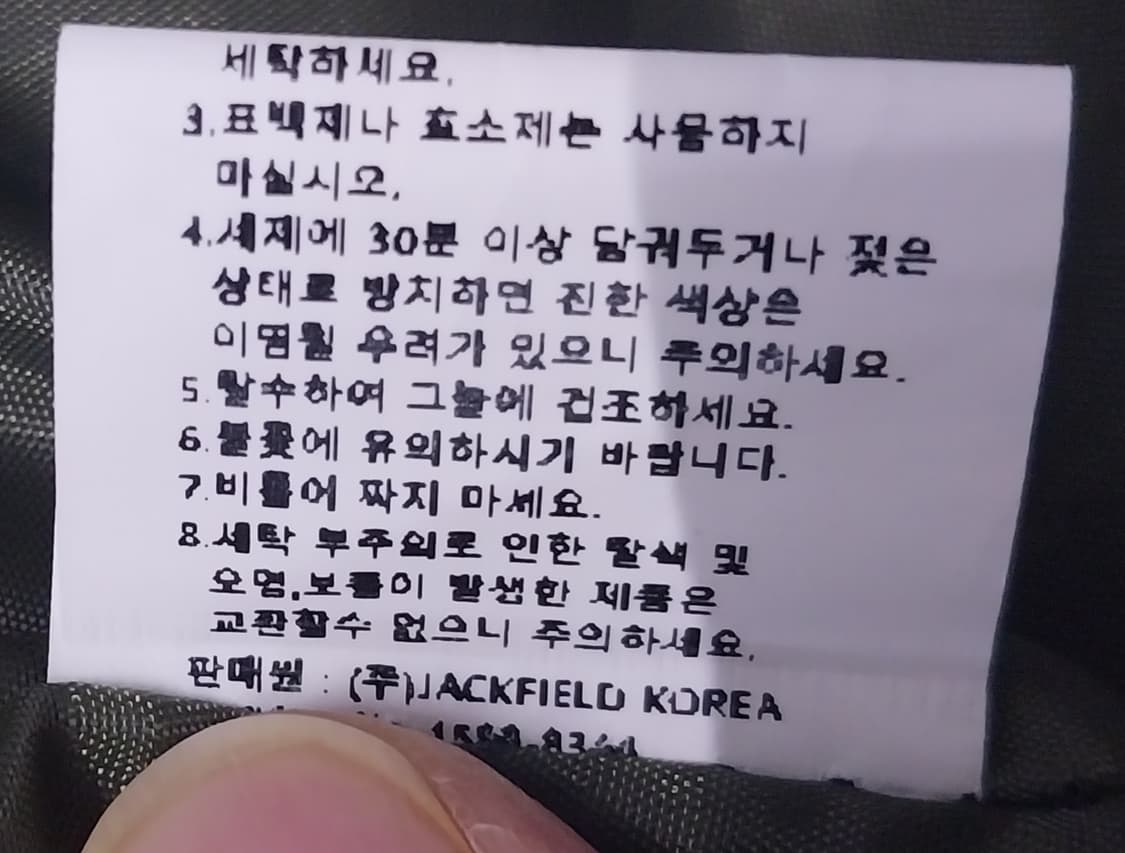 세탁하세요.
3.표백제나 효소제는 사용하지
마십시오.
4.세제에 30분 이상 담궈두거나 젖은
상태로 방치하면 진한 색상은
이염될 우려가 있으니 주의하세요.
5.탈수하여 그늘에 건조하세요.
6.불꽃에 유의하시기 바랍니다.
7.비틀어 짜지 마세요.
8.세탁 부주의로 인한 탈색 및
오염,보풀이 발생한 제품은
교환할수 없으니 주의하세요.
판매원 : (주)JACKFIELD KOREA